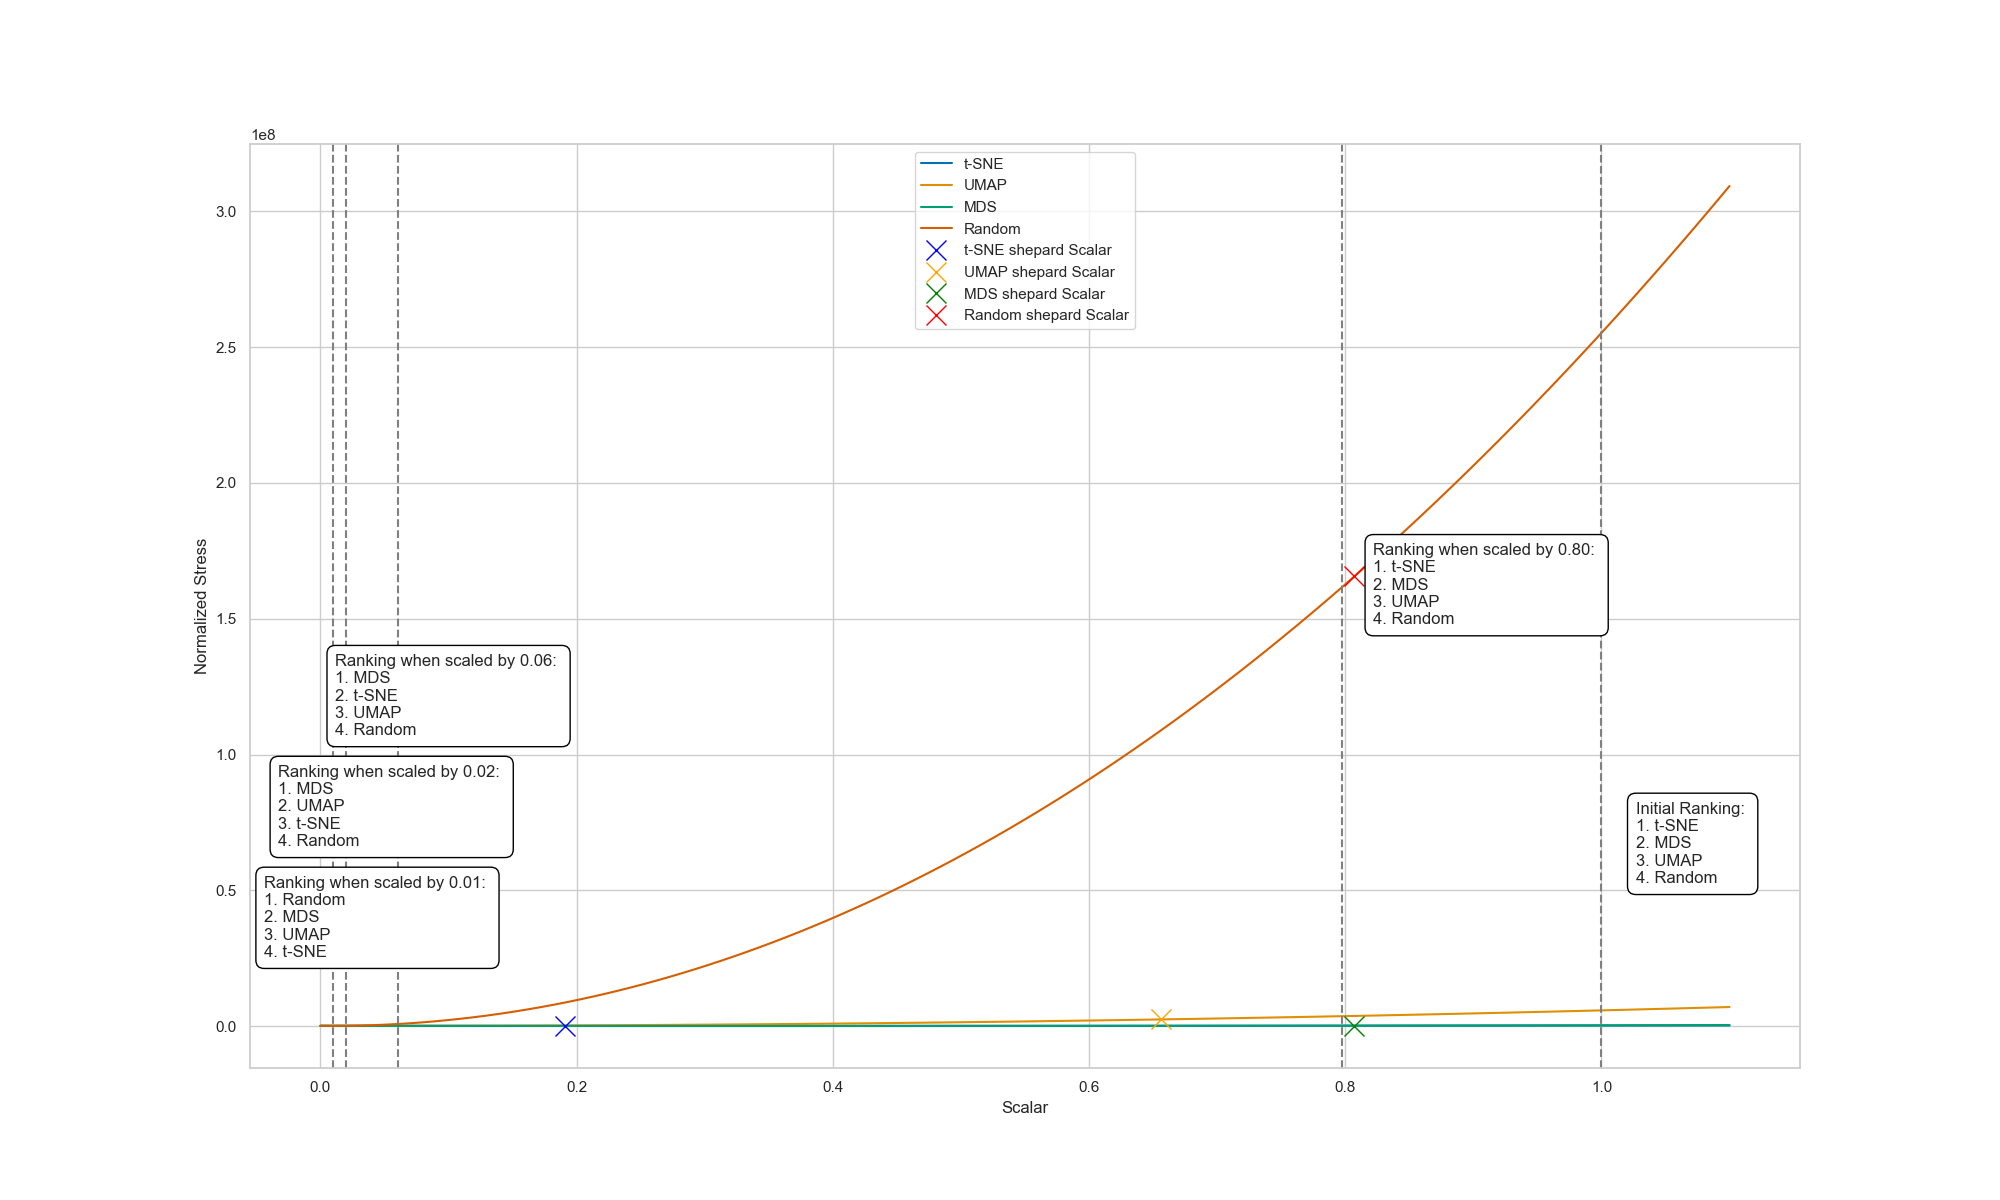 1e8
t-SNE
UMAP
MDS
Random
t-SNE shepard Scalar
UMAP shepard Scalar
MDS shepard Scalar
Random shepard Scalar
3.0
2.5
2.0
1.5
1.0
0.5
0.0
Normalized Stress
Ranking when scaled by 0.80:
1. t-SNE
2. MDS
3. UMAP
4. Random
Ranking when scaled by 0.06:
1. MDS
2. t-SNE
3. UMAP
4. Random
Ranking when scaled by 0.02:
1. MDS
2. UMAP
3. t-SNE
4. Random
Initial Ranking:
1. t-SNE
2. MDS
3. UMAP
4. Random
Ranking when scaled by 0.01:
1. Random
2. MDS
3. UMAP
4. t-SNE
0.0
0.2
0.4
0.6
0.8
1.0
Scalar